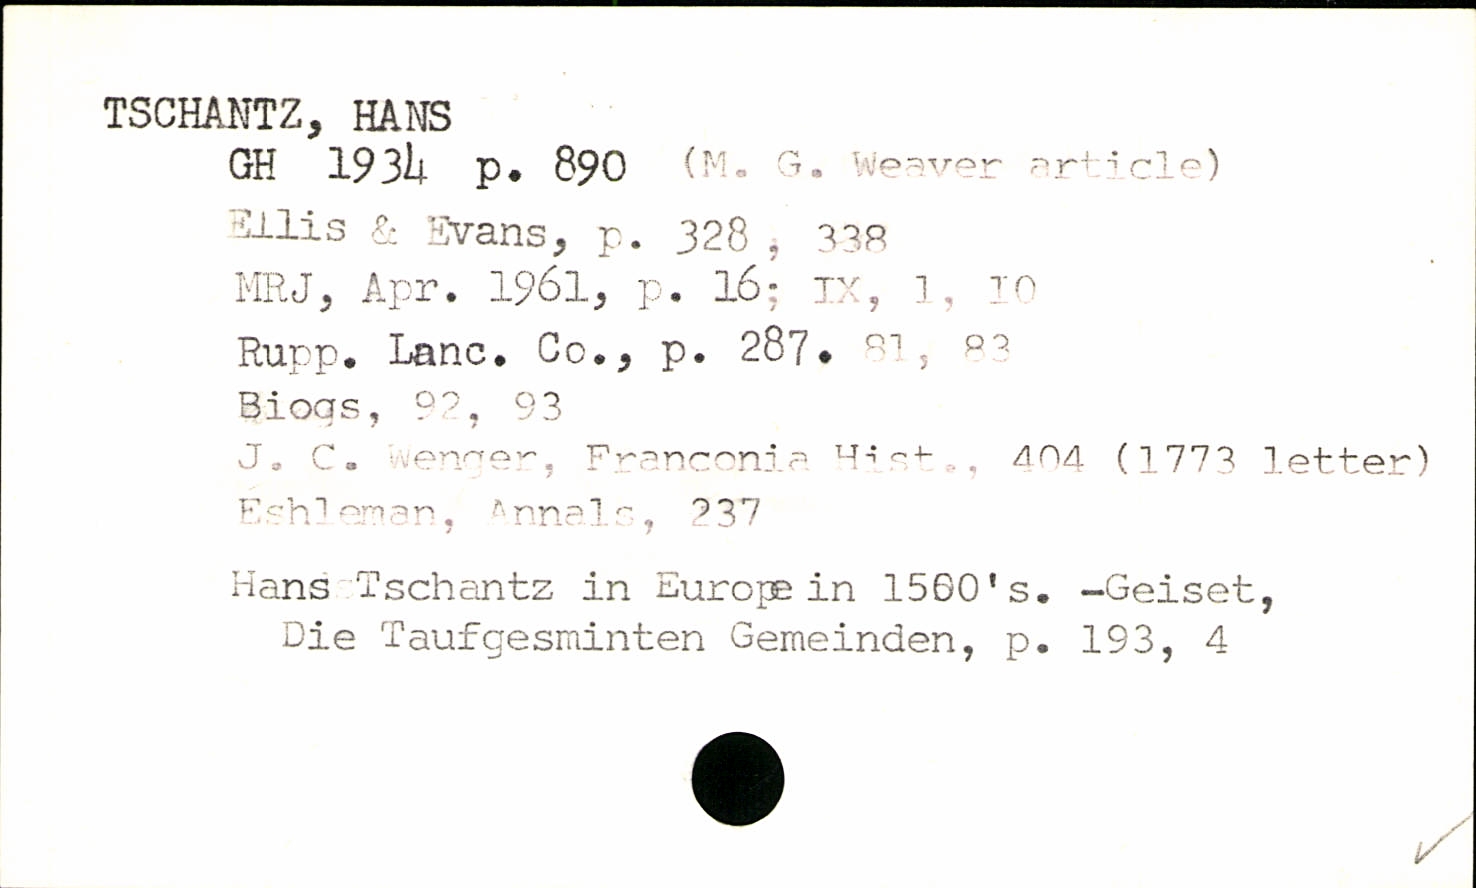 TSCHANTZ, HANS
GH 1934 p. 890 (M. G. Weaver article)
Ellis & Evans, p. 328, 338
MRJ, Apr. 1961, p. 16; IX, 1, 10
Rupp. Lanc. Co., p. 287. 81, 83
Biogs, 92, 93
J. C. Wenger, Franconia Hist., 404 (1773 letter)
Eshleman, Annals, 237
Hans Tschantz in Europe in 1500's. -Geiset,
Die Taufgesminten Gemeinden, p. 193, 4